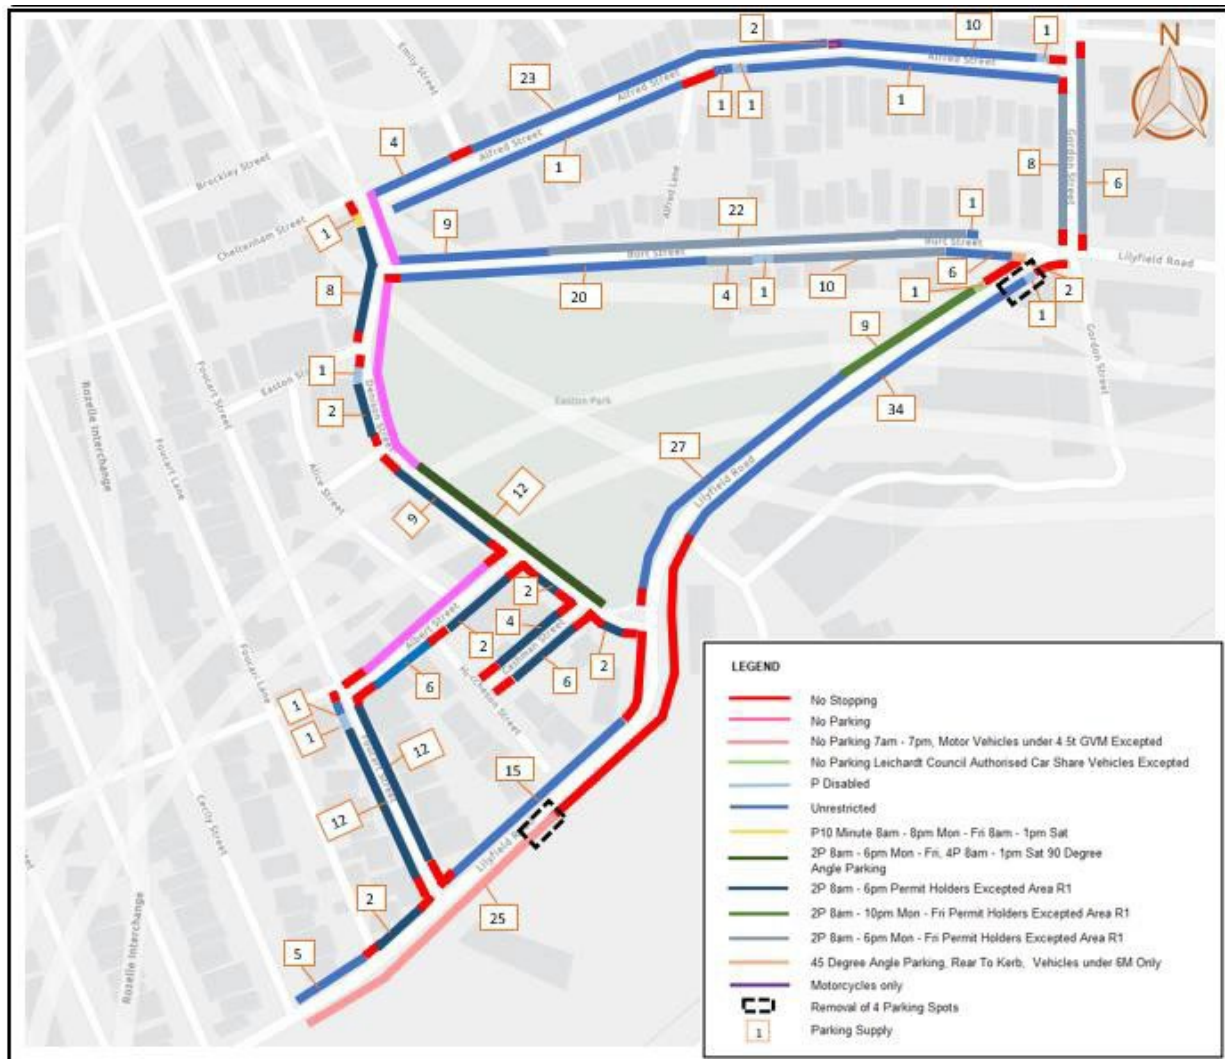 2
10
1
N
Emily Street
Alfred Street
23
Alfred Street
1
1
1
4
Alfred Street
1
Brockley Street
8
Gordon Street
6
Alfred Lane
22
1
1
Cheltenham Street
9
Burt Street
Burt Street
Lilyfield Road
8
20
4
1
10
6
1
2
1
9
Gordon Street
1
Easton
2
Denison Street
Easton Park
34
Foucart Street
Rozelle Interchange
Foucart Lane
27
Lilyfield Road
Alice Street
9
12
2
4
Albert Street
2
Cashman Street
6
2
6
Street
Foucart Lane
1
1
12
Foucart Street
15
12
Cecily Street
Lilyfield
2
25
5
Rozelle Interchange
LEGEND
No Stopping
No Parking
No Parking 7am - 7pm, Motor Vehicles under 4.5t GVM Excepted
No Parking Leichardt Council Authorised Car Share Vehicles Excepted
P Disabled
Unrestricted
P10 Minute 8am - 8pm Mon - Fri 8am - 1pm Sat
2P 8am - 6pm Mon - Fri, 4P 8am - 1pm Sat 90 Degree
Angle Parking
2P 8am - 6pm Permit Holders Excepted Area R1
2P 8am - 10pm Mon - Fri Permit Holders Excepted Area R1
2P 8am - 6pm Mon - Fri Permit Holders Excepted Area R1
45 Degree Angle Parking, Rear To Kerb, Vehicles under 6M Only
Motorcycles only
Removal of 4 Parking Spots
1
Parking Supply